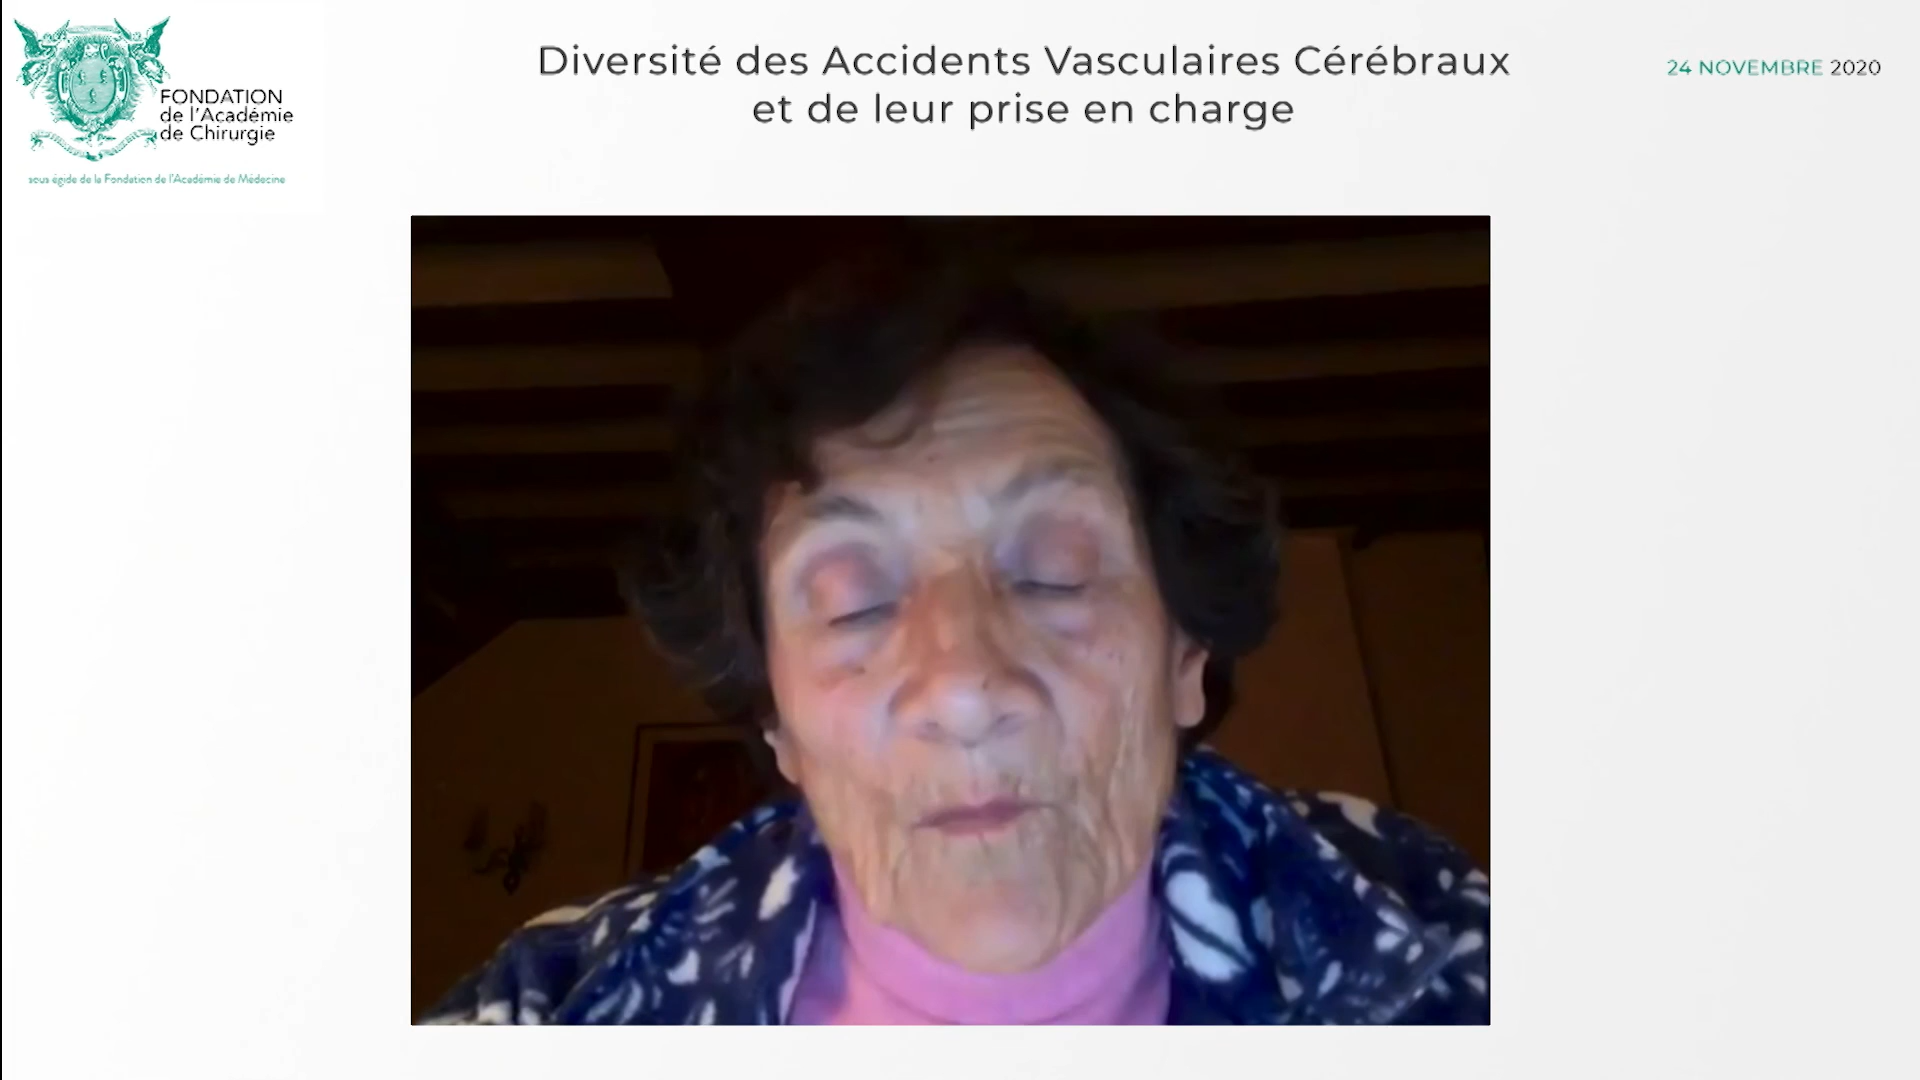 FONDATION
de l'Académie
de Chirurgie
sous égide de la Fondation de l'Académie de Médecine
Diversité des Accidents Vasculaires Cérébraux
et de leur prise en charge
24 NOVEMBRE 2020